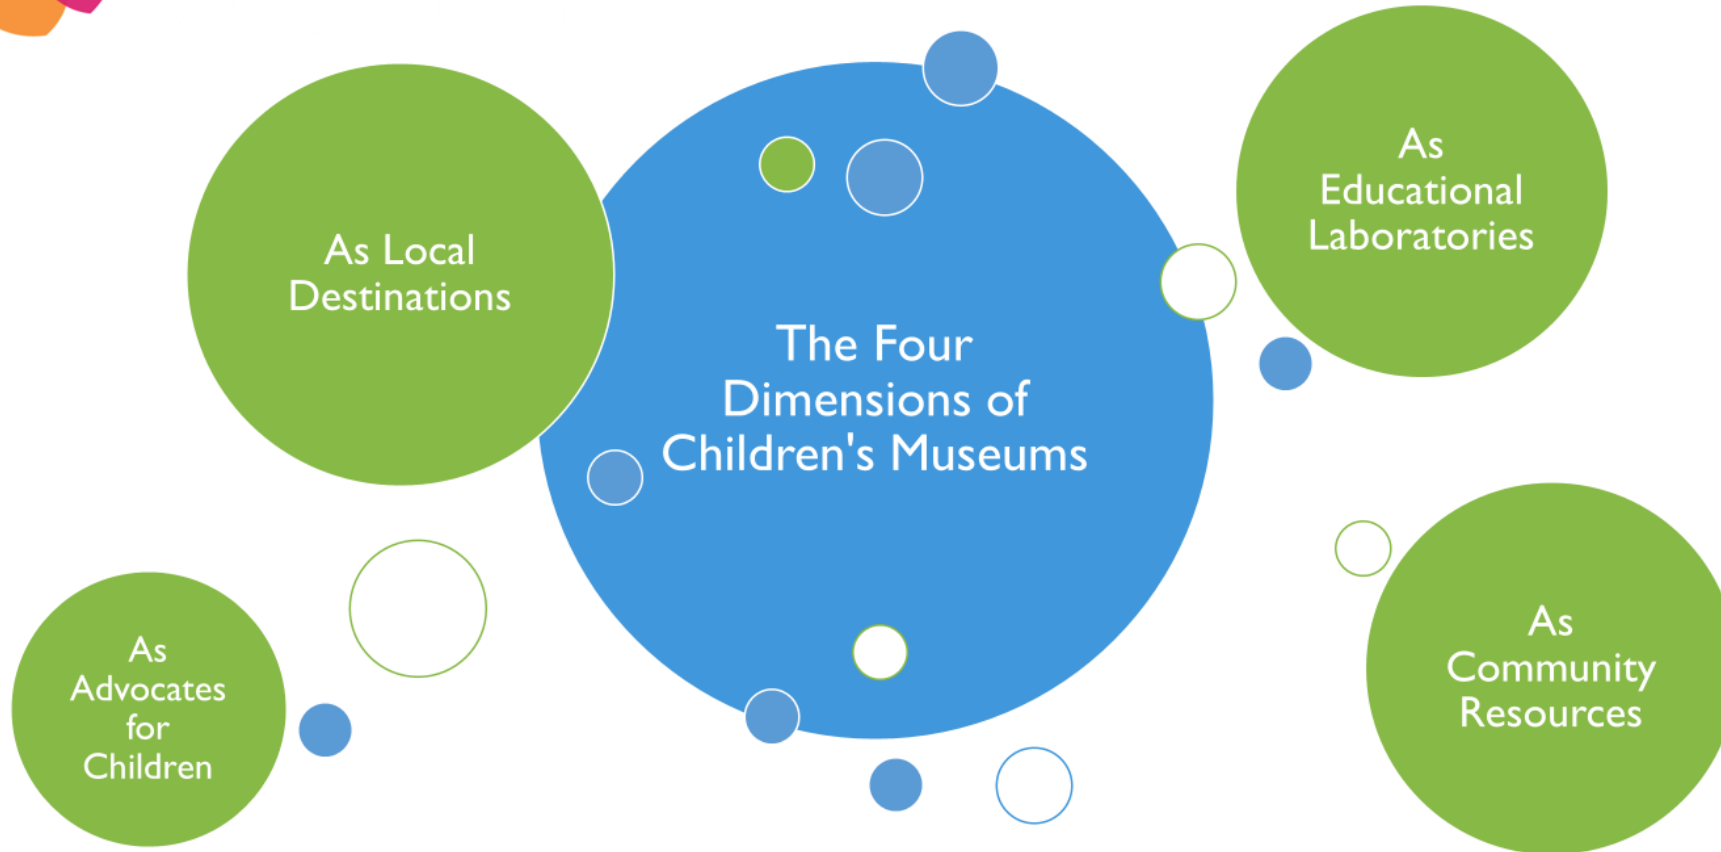 As Local
Destinations
The Four
Dimensions of
Children's Museums
As
Educational
Laboratories
As
Advocates
for
Children
As
Community
Resources